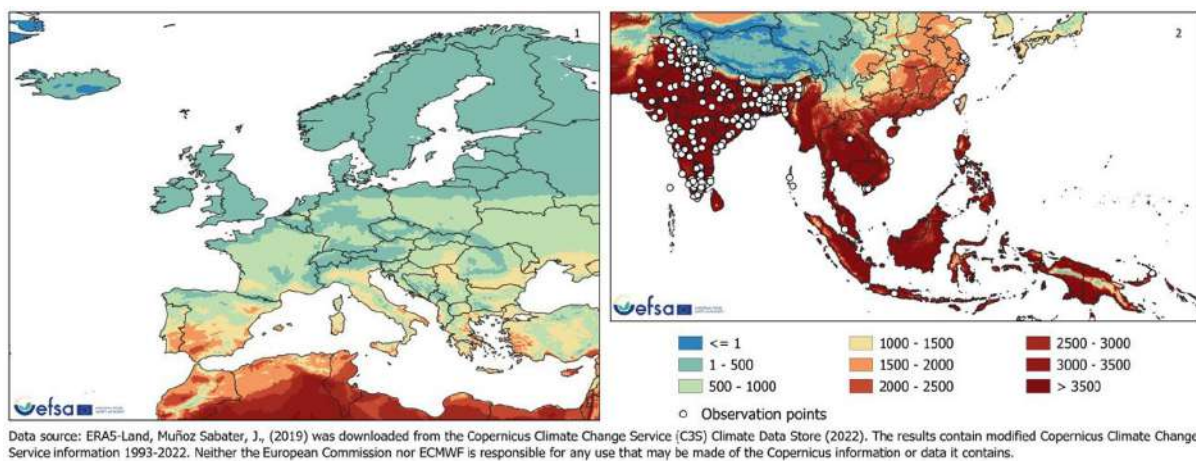 1
2
efsa
efsa
<= 1
1 - 500
500 - 1000
1000 - 1500
1500 - 2000
2000 - 2500
2500 - 3000
3000 - 3500
> 3500
Observation points
Data source: ERA5-Land, Muñoz Sabater, J., (2019) was downloaded from the Copernicus Climate Change Service (C3S) Climate Data Store (2022). The results contain modified Copernicus Climate Change
Service information 1993-2022. Neither the European Commission nor ECMWF is responsible for any use that may be made of the Copernicus information or data it contains.